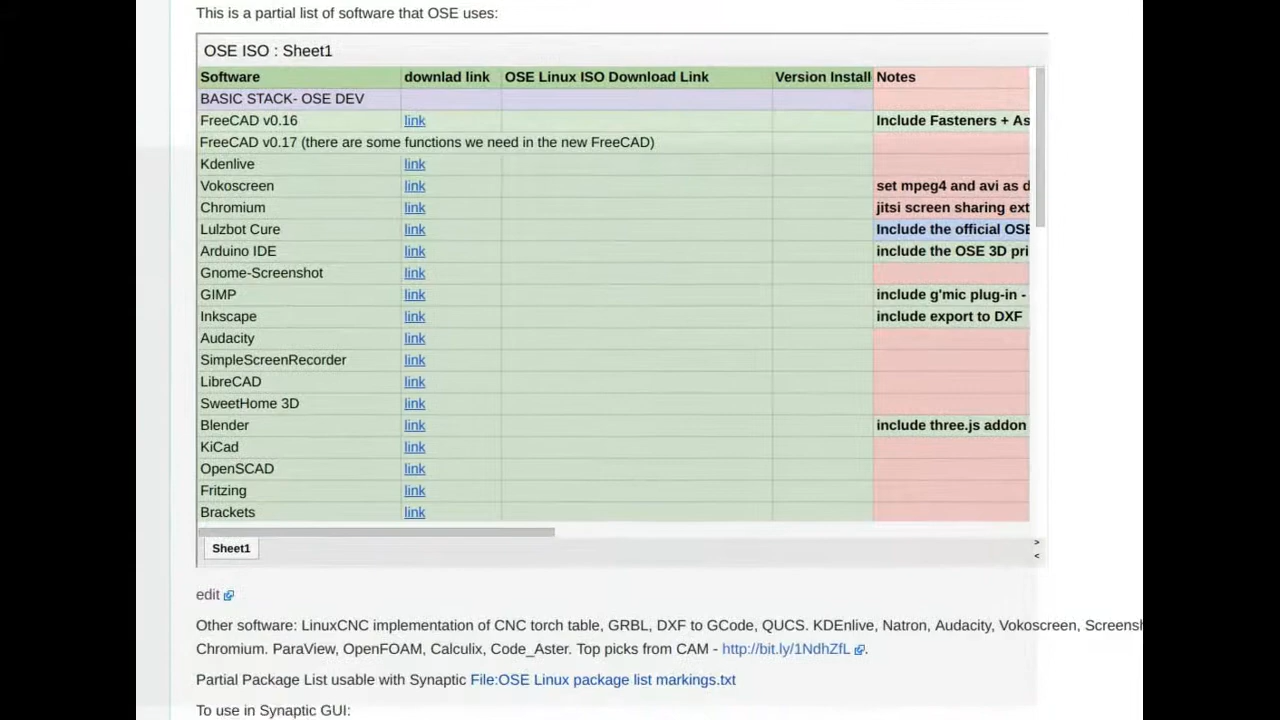 This is a partial list of software that OSE uses:
OSE ISO : Sheet1
Software downlad link OSE Linux ISO Download Link Version Install Notes
BASIC STACK- OSE DEV
FreeCAD v0.16 link Include Fasteners + As
FreeCAD v0.17 (there are some functions we need in the new FreeCAD)
Kdenlive link
Vokoscreen link set mpeg4 and avi as d
Chromium link jitsi screen sharing ext
Lulzbot Cure link Include the official OSE
Arduino IDE link include the OSE 3D pri
Gnome-Screenshot link
GIMP link include g'mic plug-in -
Inkscape link include export to DXF
Audacity link
SimpleScreenRecorder link
LibreCAD link
SweetHome 3D link
Blender link include three.js addon
KiCad link
OpenSCAD link
Fritzing link
Brackets link
Sheet1
edit
Other software: LinuxCNC implementation of CNC torch table, GRBL, DXF to GCode, QUCS. KDEnlive, Natron, Audacity, Vokoscreen, Screensh
Chromium. ParaView, OpenFOAM, Calculix, Code_Aster. Top picks from CAM - http://bit.ly/1NdhZfL.
Partial Package List usable with Synaptic File:OSE Linux package list markings.txt
To use in Synaptic GUI: